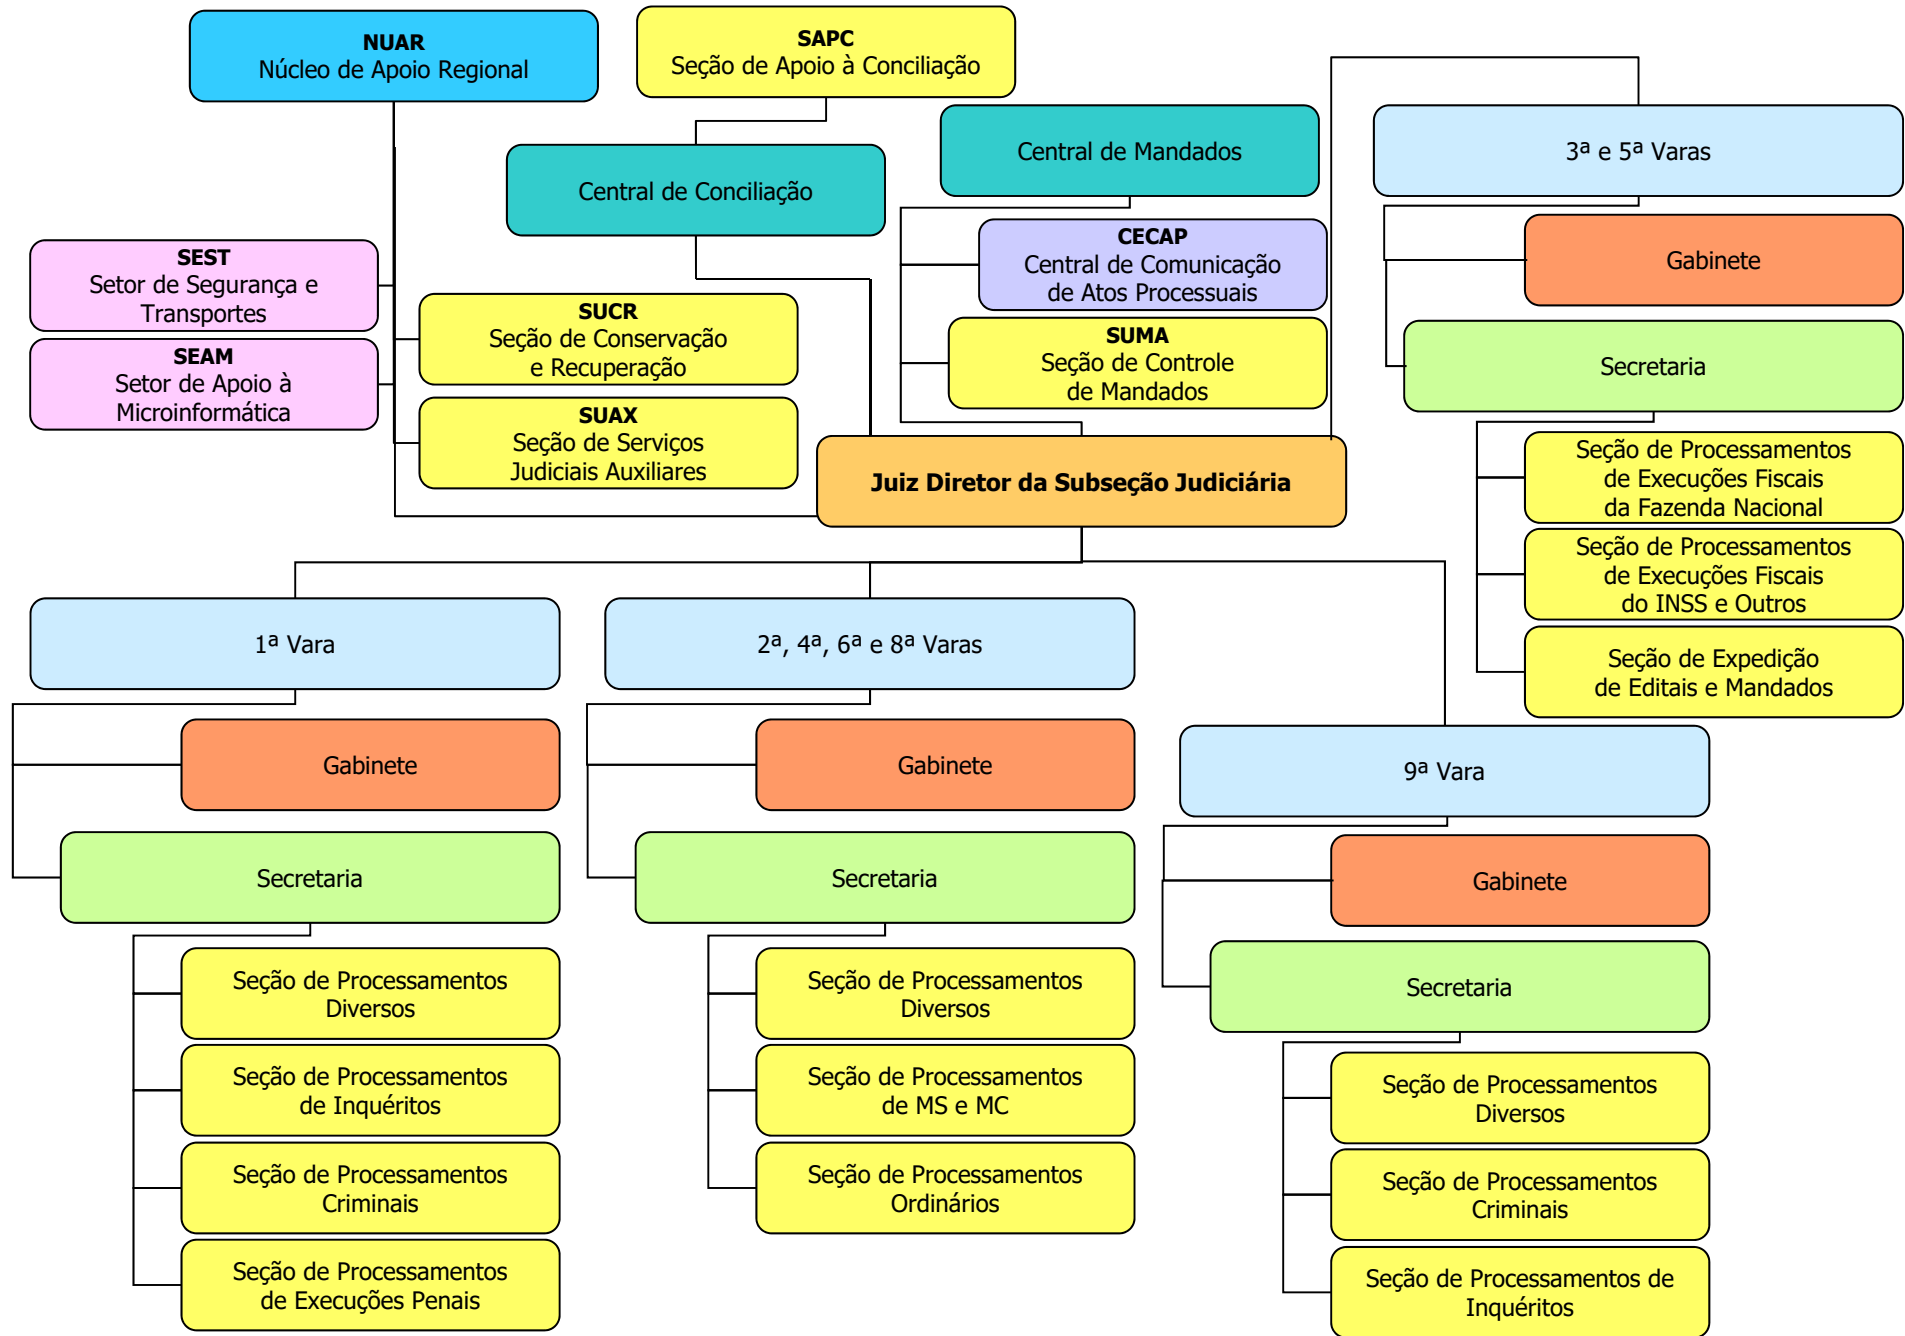 NUAR
Núcleo de Apoio Regional
SAPC
Seção de Apoio à Conciliação
Central de Mandados
3ª e 5ª Varas
Central de Conciliação
CECAP
Central de Comunicação
de Atos Processuais
Gabinete
SEST
Setor de Segurança e
Transportes
SUCR
Seção de Conservação
e Recuperação
SUMA
Seção de Controle
de Mandados
Secretaria
SEAM
Setor de Apoio à
Microinformática
SUAX
Seção de Serviços
Judiciais Auxiliares
Juiz Diretor da Subseção Judiciária
Seção de Processamentos
de Execuções Fiscais
da Fazenda Nacional
Seção de Processamentos
de Execuções Fiscais
do INSS e Outros
Seção de Expedição
de Editais e Mandados
1ª Vara
Gabinete
Secretaria
Seção de Processamentos
Diversos
Seção de Processamentos
de Inquéritos
Seção de Processamentos
Criminais
Seção de Processamentos
de Execuções Penais
2ª, 4ª, 6ª e 8ª Varas
Gabinete
Secretaria
Seção de Processamentos
Diversos
Seção de Processamentos
de MS e MC
Seção de Processamentos
Ordinários
9ª Vara
Gabinete
Secretaria
Seção de Processamentos
Diversos
Seção de Processamentos
Criminais
Seção de Processamentos de
Inquéritos